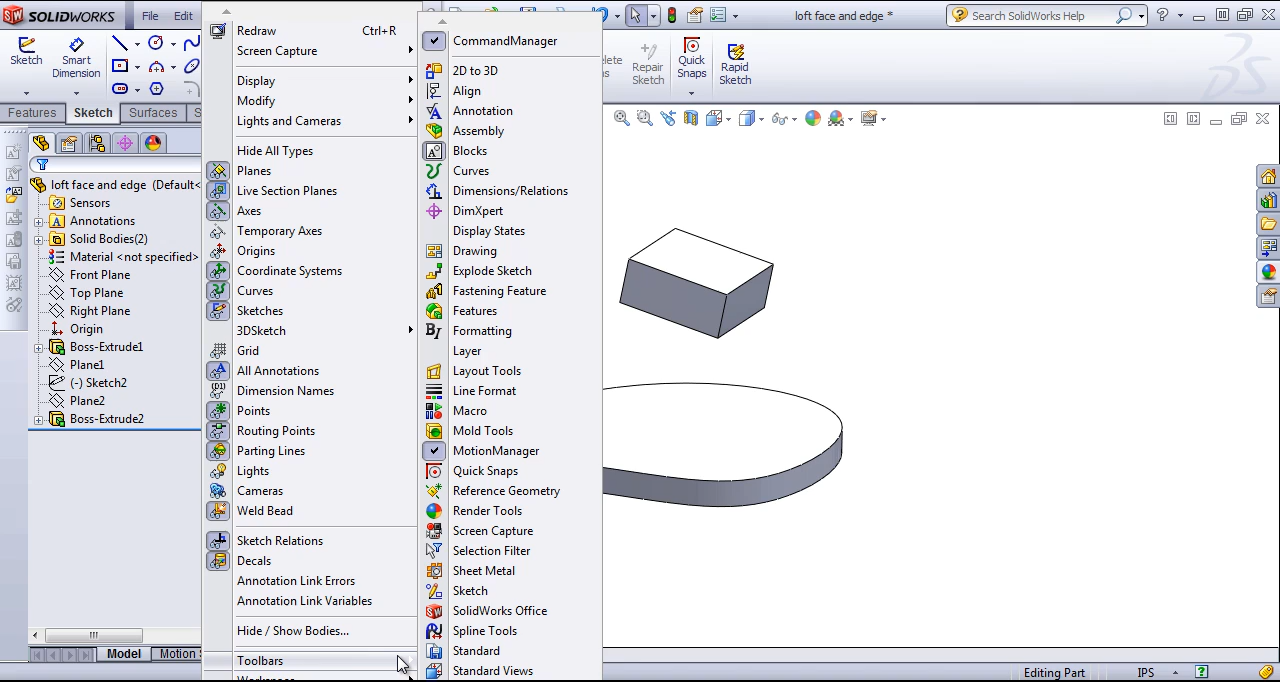 SOLIDWORKS File Edit
loft face and edge *
Search SolidWorks Help
Sketch
Smart Dimension
Repair Sketch
Quick Snaps
Rapid Sketch
Features Sketch Surfaces
loft face and edge (Default<
Sensors
Annotations
Solid Bodies(2)
Material <not specified>
Front Plane
Top Plane
Right Plane
Origin
Boss-Extrude1
Plane1
(-) Sketch2
Plane2
Boss-Extrude2
Model Motion
Redraw Ctrl+R
Screen Capture
Display
Modify
Lights and Cameras
Hide All Types
Planes
Live Section Planes
Axes
Temporary Axes
Origins
Coordinate Systems
Curves
Sketches
3DSketch
Grid
All Annotations
Dimension Names
Points
Routing Points
Parting Lines
Lights
Cameras
Weld Bead
Sketch Relations
Decals
Annotation Link Errors
Annotation Link Variables
Hide / Show Bodies...
Toolbars
Workspace
CommandManager
2D to 3D
Align
Annotation
Assembly
Blocks
Curves
Dimensions/Relations
DimXpert
Display States
Drawing
Explode Sketch
Fastening Feature
Features
Formatting
Layer
Layout Tools
Line Format
Macro
Mold Tools
MotionManager
Quick Snaps
Reference Geometry
Render Tools
Screen Capture
Selection Filter
Sheet Metal
Sketch
SolidWorks Office
Spline Tools
Standard
Standard Views
Editing Part IPS